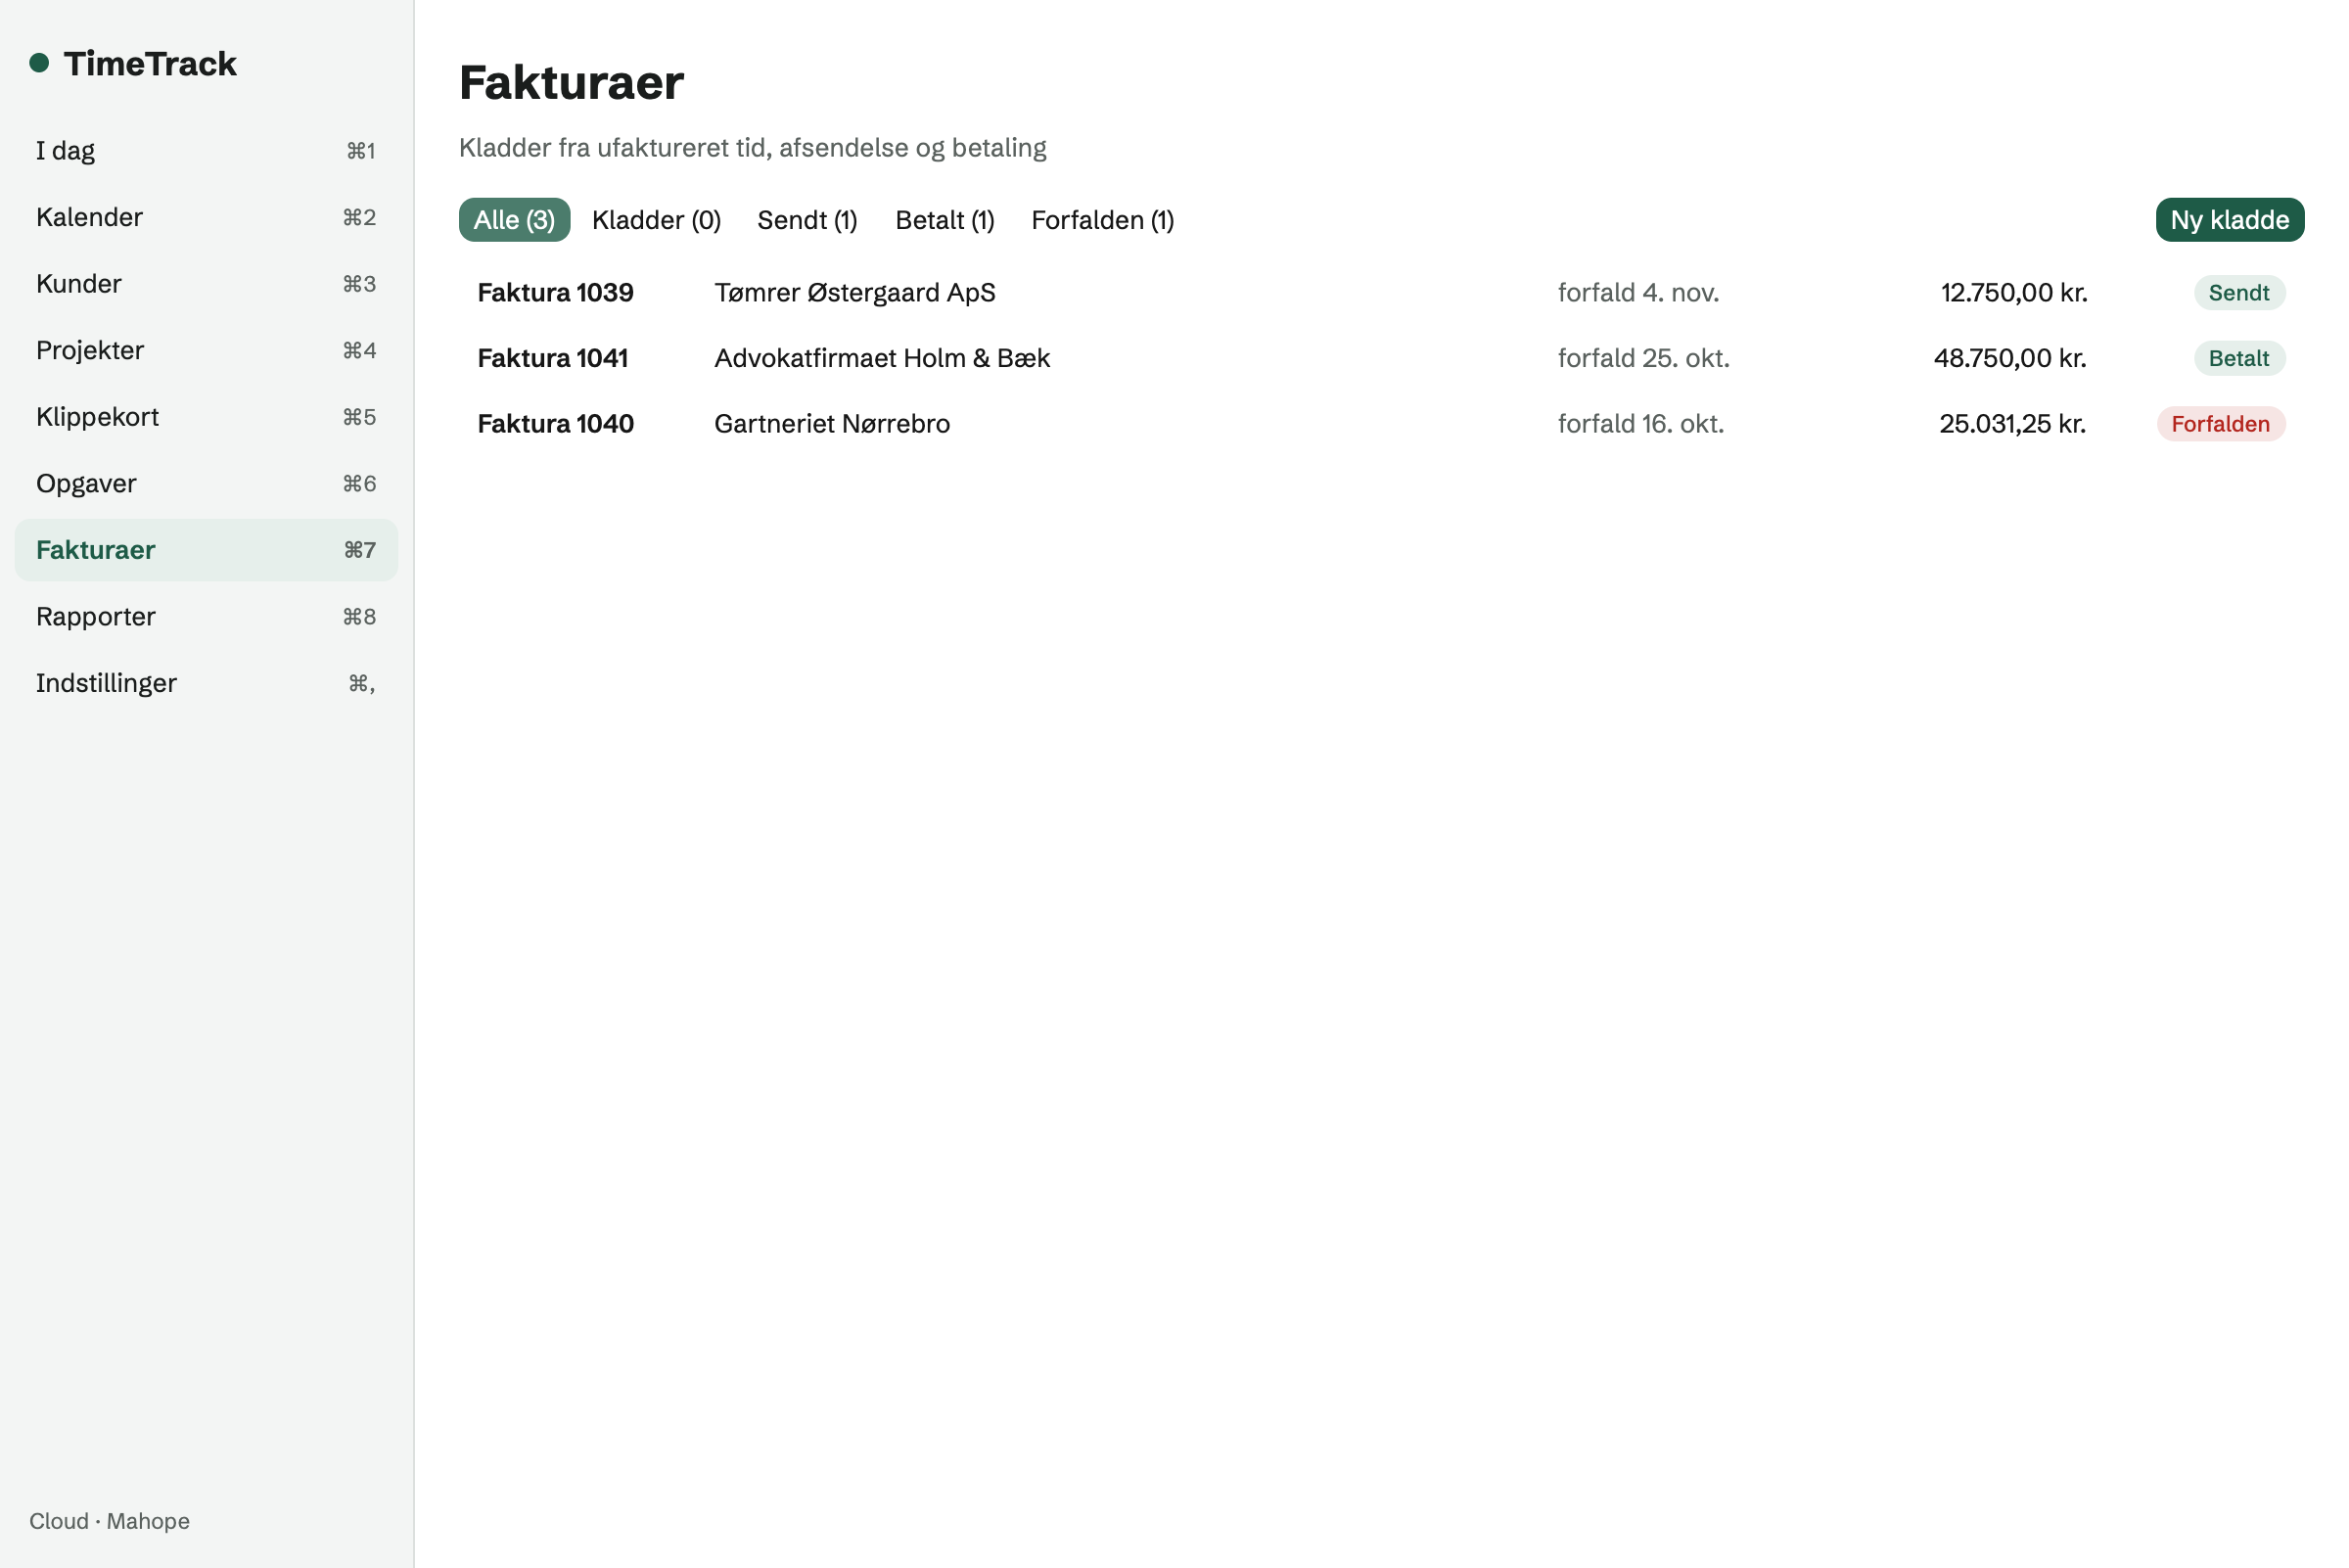 TimeTrack
I dag ⌘1
Kalender ⌘2
Kunder ⌘3
Projekter ⌘4
Klippekort ⌘5
Opgaver ⌘6
Fakturaer ⌘7
Rapporter ⌘8
Indstillinger ⌘,
Cloud · Mahope
Fakturaer
Kladder fra ufaktureret tid, afsendelse og betaling
Alle (3) Kladder (0) Sendt (1) Betalt (1) Forfalden (1) Ny kladde
Faktura 1039 Tømrer Østergaard ApS forfald 4. nov. 12.750,00 kr. Sendt
Faktura 1041 Advokatfirmaet Holm & Bæk forfald 25. okt. 48.750,00 kr. Betalt
Faktura 1040 Gartneriet Nørrebro forfald 16. okt. 25.031,25 kr. Forfalden